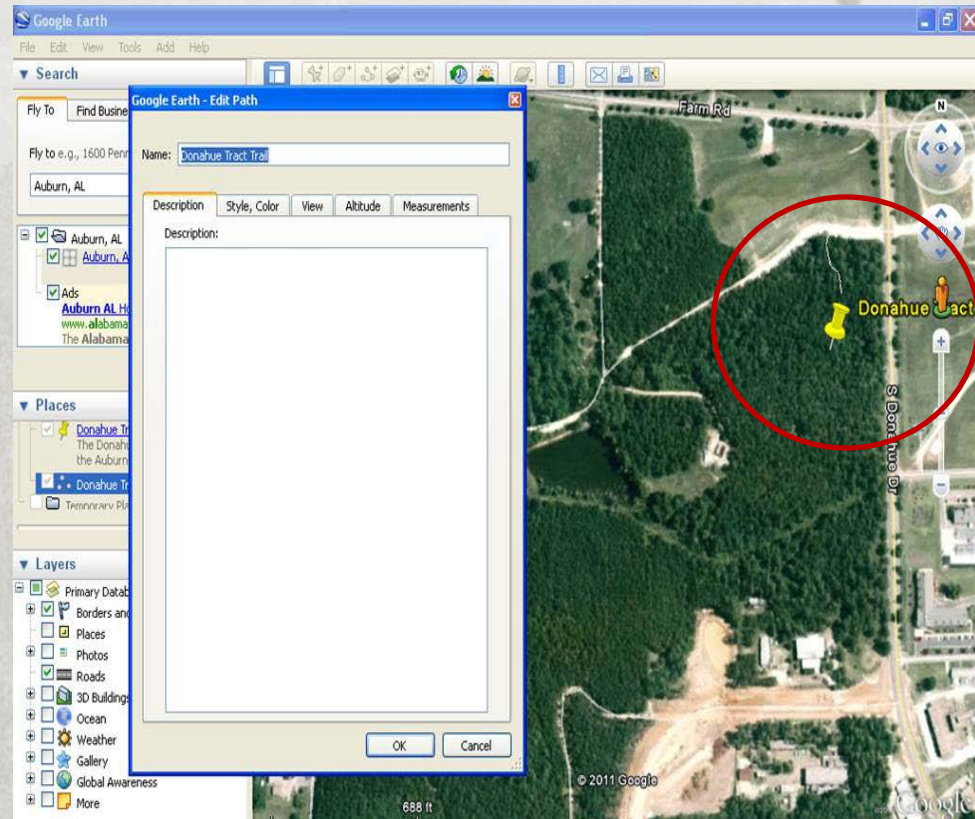 Google Earth
File Edit View Tools Add Help
Search
Fly To Find Busine
Fly to e.g., 1600 Penn
Auburn, AL
Auburn, AL
Auburn, A
Ads
Auburn AL Ho
www.alabama
The Alabama
Places
Donahue Tr
The Donahu
the Auburn
Donahue Tr
Temporary Pla
Layers
Primary Datab
Borders and
Places
Photos
Roads
3D Buildings
Ocean
Weather
Gallery
Global Awareness
More
Google Earth - Edit Path
Name: Donahue Tract Trail
Description Style, Color View Altitude Measurements
Description:
OK Cancel
Farm Rd
N
Donahue Tract
S Donahue Dr
© 2011 Google
688 ft
Google